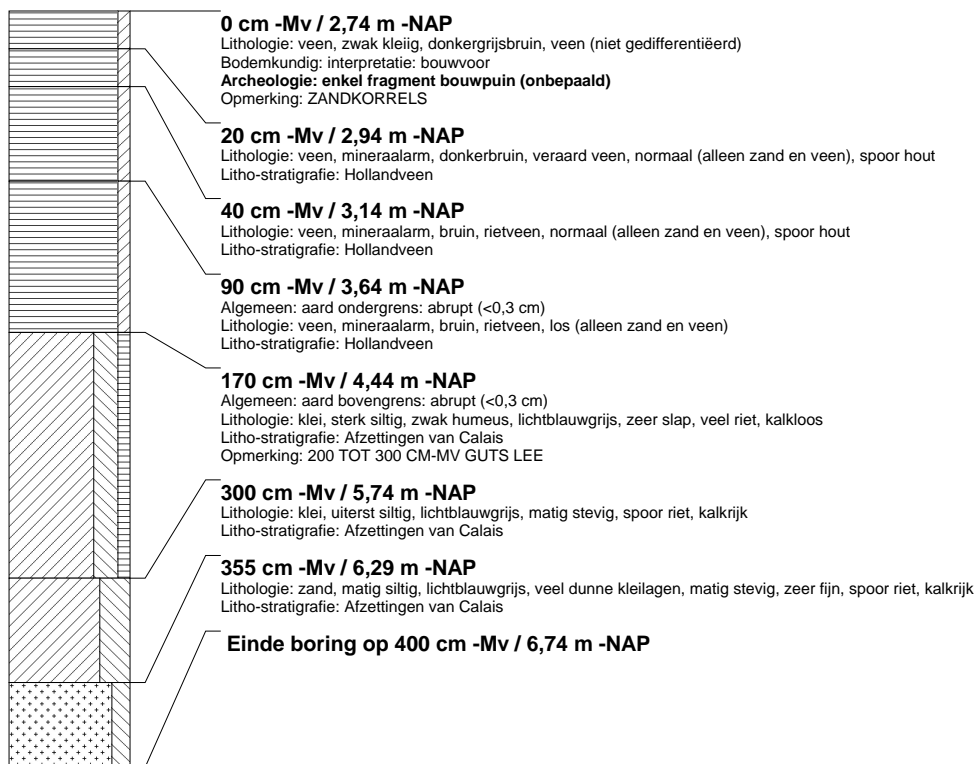 0 cm -Mv / 2,74 m -NAP
Lithologie: veen, zwak kleiig, donkergrijsbruin, veen (niet gedifferentiëerd)
Bodemkundig: interpretatie: bouwvoor
Archeologie: enkel fragment bouwpuin (onbepaald)
Opmerking: ZANDKORRELS
20 cm -Mv / 2,94 m -NAP
Lithologie: veen, mineraalarm, donkerbruin, veraard veen, normaal (alleen zand en veen), spoor hout
Litho-stratigrafie: Hollandveen
40 cm -Mv / 3,14 m -NAP
Lithologie: veen, mineraalarm, bruin, rietveen, normaal (alleen zand en veen), spoor hout
Litho-stratigrafie: Hollandveen
90 cm -Mv / 3,64 m -NAP
Algemeen: aard ondergrens: abrupt (<0,3 cm)
Lithologie: veen, mineraalarm, bruin, rietveen, los (alleen zand en veen)
Litho-stratigrafie: Hollandveen
170 cm -Mv / 4,44 m -NAP
Algemeen: aard bovengrens: abrupt (<0,3 cm)
Lithologie: klei, sterk siltig, zwak humeus, lichtblauwgrijs, zeer slap, veel riet, kalkloos
Litho-stratigrafie: Afzettingen van Calais
Opmerking: 200 TOT 300 CM-MV GUTS LEE
300 cm -Mv / 5,74 m -NAP
Lithologie: klei, uiterst siltig, lichtblauwgrijs, matig stevig, spoor riet, kalkrijk
Litho-stratigrafie: Afzettingen van Calais
355 cm -Mv / 6,29 m -NAP
Lithologie: zand, matig siltig, lichtblauwgrijs, veel dunne kleilagen, matig stevig, zeer fijn, spoor riet, kalkrijk
Litho-stratigrafie: Afzettingen van Calais
Einde boring op 400 cm -Mv / 6,74 m -NAP